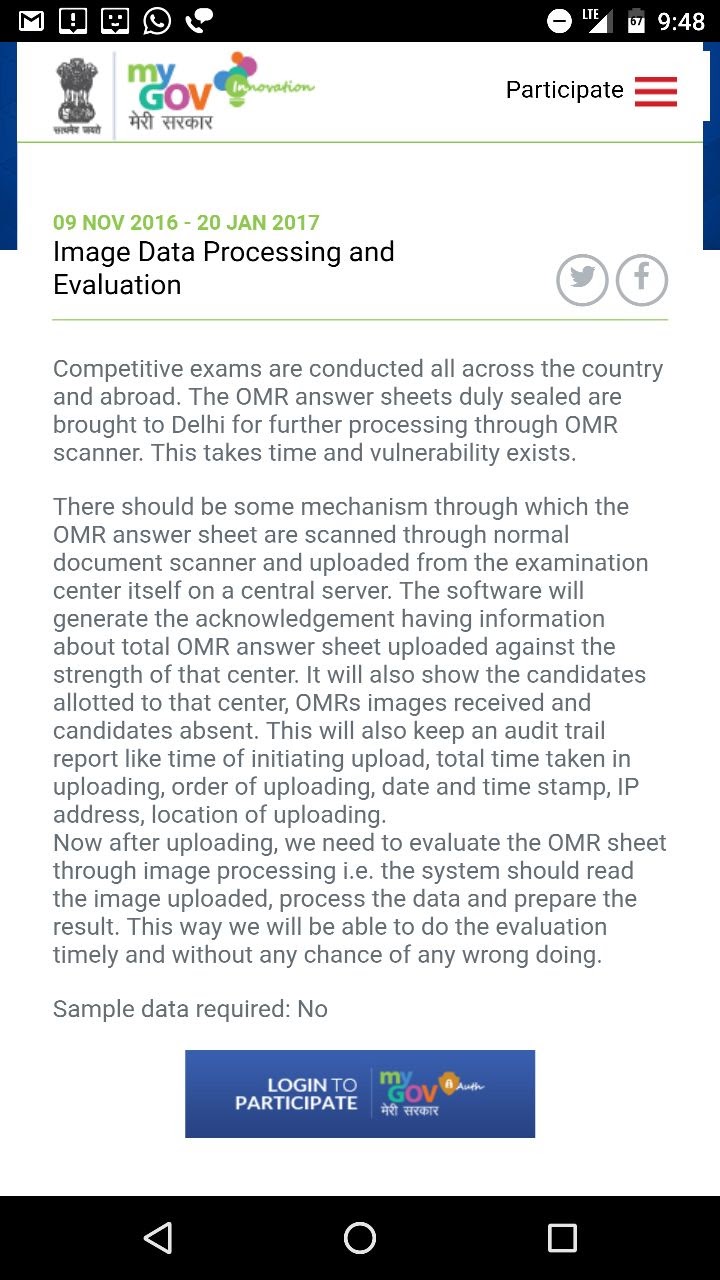 LTE 67 9:48
my GOV Innovation
मेरी सरकार
सत्यमेव जयते
Participate
09 NOV 2016 - 20 JAN 2017
Image Data Processing and
Evaluation
Competitive exams are conducted all across the country
and abroad. The OMR answer sheets duly sealed are
brought to Delhi for further processing through OMR
scanner. This takes time and vulnerability exists.
There should be some mechanism through which the
OMR answer sheet are scanned through normal
document scanner and uploaded from the examination
center itself on a central server. The software will
generate the acknowledgement having information
about total OMR answer sheet uploaded against the
strength of that center. It will also show the candidates
allotted to that center, OMRs images received and
candidates absent. This will also keep an audit trail
report like time of initiating upload, total time taken in
uploading, order of uploading, date and time stamp, IP
address, location of uploading.
Now after uploading, we need to evaluate the OMR sheet
through image processing i.e. the system should read
the image uploaded, process the data and prepare the
result. This way we will be able to do the evaluation
timely and without any chance of any wrong doing.
Sample data required: No
LOGIN TO
PARTICIPATE
my GOV Auth
मेरी सरकार